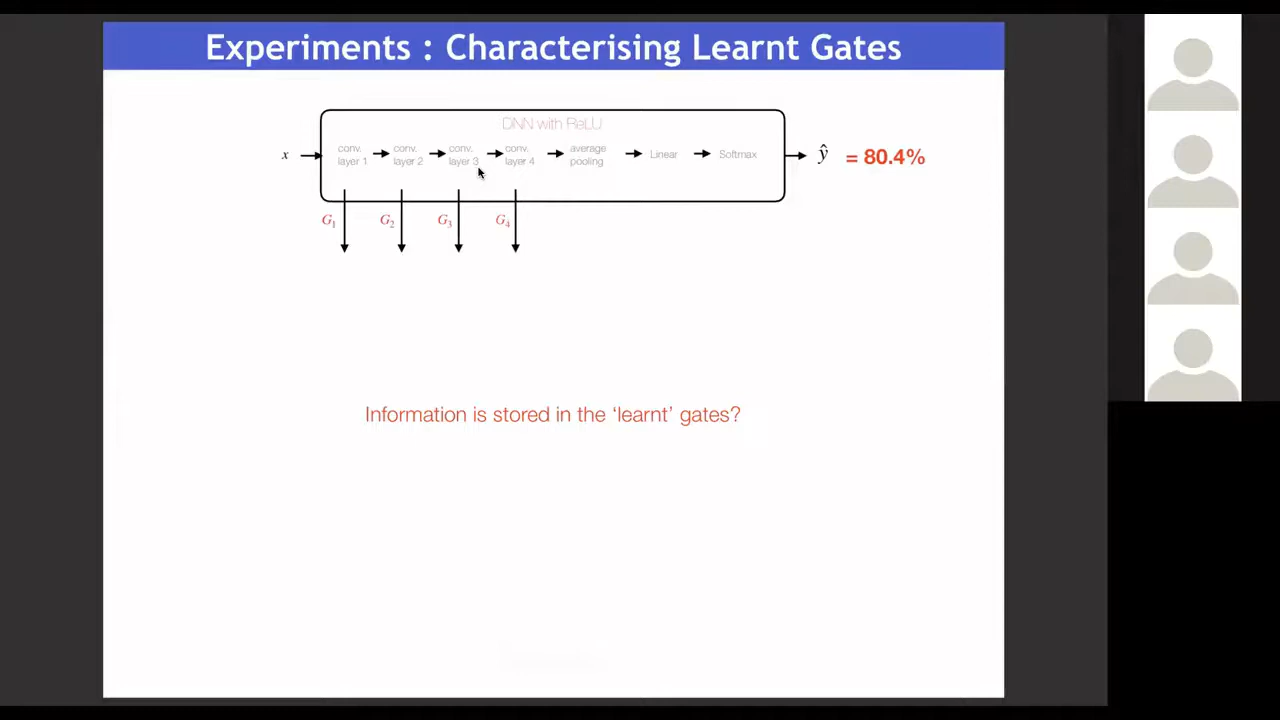 Experiments : Characterising Learnt Gates
DNN with ReLU
x
conv. layer 1
conv. layer 2
conv. layer 3
conv. layer 4
average pooling
Linear
Softmax
ŷ = 80.4%
G₁
G₂
G₃
G₄
Information is stored in the ‘learnt’ gates?